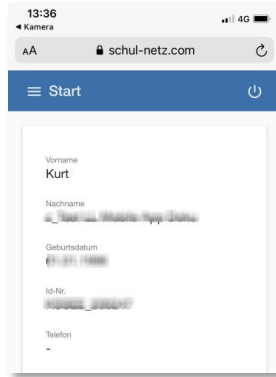 13:36
4G
◀ Kamera
AA schul-netz.com
Start
Vorname
Kurt
Nachname
Geburtsdatum
Id-Nr.
Telefon
-